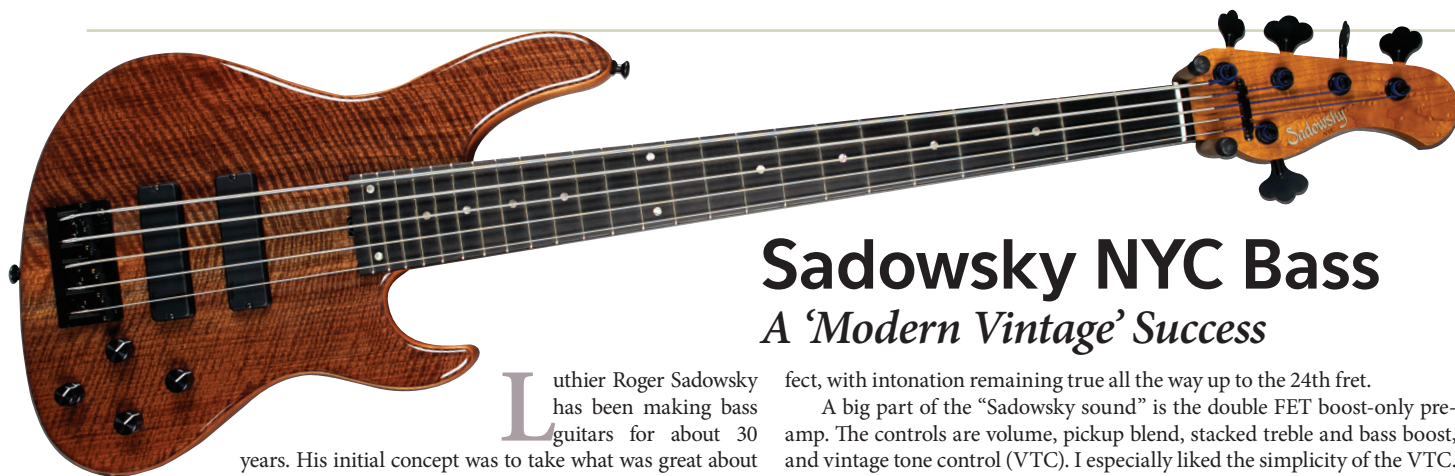 Sadowsky
Sadowsky NYC Bass
A ‘Modern Vintage’ Success
Luthier Roger Sadowsky
has been making bass
guitars for about 30
years. His initial concept was to take what was great about
fect, with intonation remaining true all the way up to the 24th fret.
A big part of the “Sadowsky sound” is the double FET boost-only pre-
amp. The controls are volume, pickup blend, stacked treble and bass boost,
and vintage tone control (VTC). I especially liked the simplicity of the VTC.